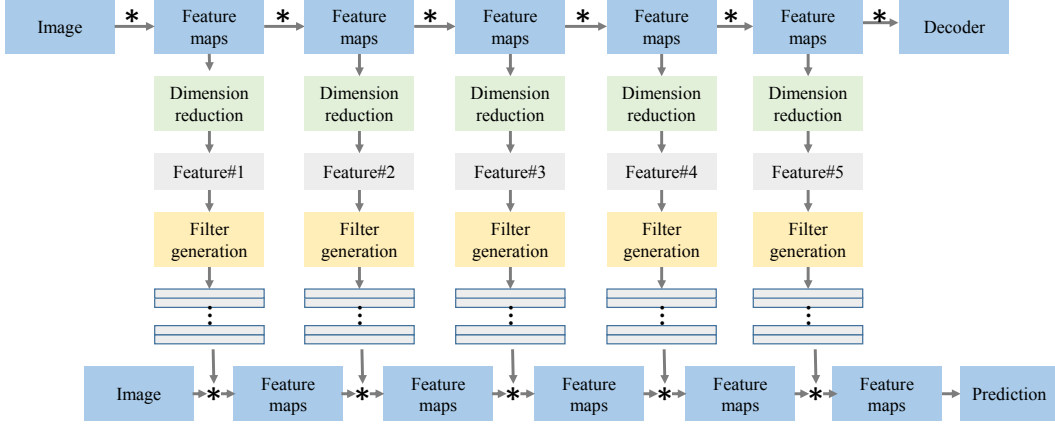 * * * * * *
Image Feature maps Feature maps Feature maps Feature maps Feature maps Decoder
Dimension Dimension Dimension Dimension Dimension
reduction reduction reduction reduction reduction
Feature#1 Feature#2 Feature#3 Feature#4 Feature#5
Filter Filter Filter Filter Filter
generation generation generation generation generation
Image * Feature maps * Feature maps * Feature maps * Feature maps * Feature maps Prediction